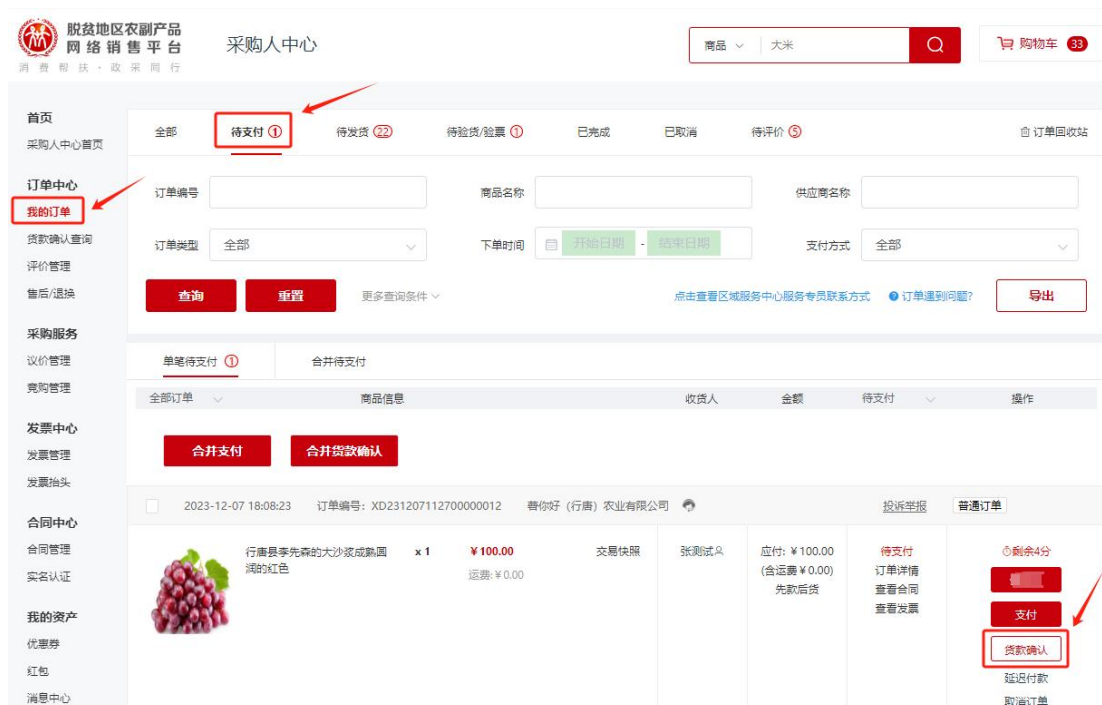 脱贫地区农副产品
网络销售平台
消费帮扶·政采同行
采购人中心
商品 大米
购物车 33
首页
采购人中心首页
订单中心
我的订单
货款确认查询
评价管理
售后/退换
采购服务
议价管理
竞购管理
发票中心
发票管理
发票抬头
合同中心
合同管理
实名认证
我的资产
优惠券
红包
消息中心
全部 待支付 1 待发货 22 待验货/验票 1 已完成 已取消 待评价 5 订单回收站
订单编号 商品名称 供应商名称
订单类型 全部 下单时间 开始日期 - 结束日期 支付方式 全部
查询 重置 更多查询条件 点击查看区域服务中心服务专员联系方式 ? 订单遇到问题? 导出
单笔待支付 1 合并待支付
全部订单 商品信息 收货人 金额 待支付 操作
合并支付 合并货款确认
2023-12-07 18:08:23 订单编号: XD231207112700000012 (行唐) 农业有限公司 投诉举报 普通订单
行唐县李先森的大沙浆成熟圆润的红色 x 1 ¥100.00 交易快照 张测试 应付: ¥100.00 待支付 剩余4分
运费: ¥0.00 (含运费¥0.00) 订单详情
先款后货 查看合同
查看发票 支付
货款确认
延迟付款
取消订单